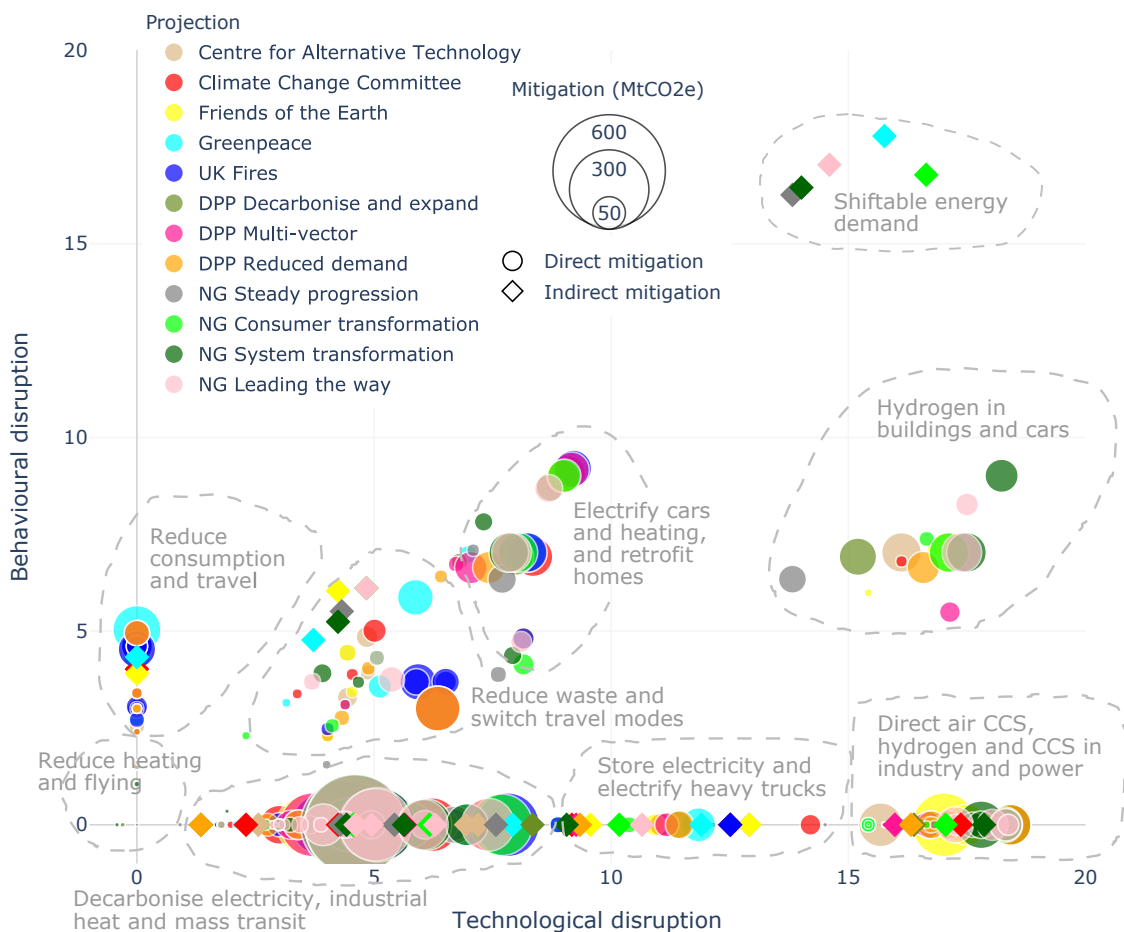 Projection
Centre for Alternative Technology
Climate Change Committee
Friends of the Earth
Greenpeace
UK Fires
DPP Decarbonise and expand
DPP Multi-vector
DPP Reduced demand
NG Steady progression
NG Consumer transformation
NG System transformation
NG Leading the way
Mitigation (MtCO2e)
600
300
50
Direct mitigation
Indirect mitigation
Behavioural disruption
20
15
10
5
0
Shiftable energy
demand
Hydrogen in
buildings and cars
Electrify cars
and heating,
and retrofit
homes
Reduce
consumption
and travel
Reduce waste and
switch travel modes
Reduce heating
and flying
Store electricity and
electrify heavy trucks
Direct air CCS,
hydrogen and CCS in
industry and power
0
5
10
15
20
Decarbonise electricity, industrial
heat and mass transit
Technological disruption